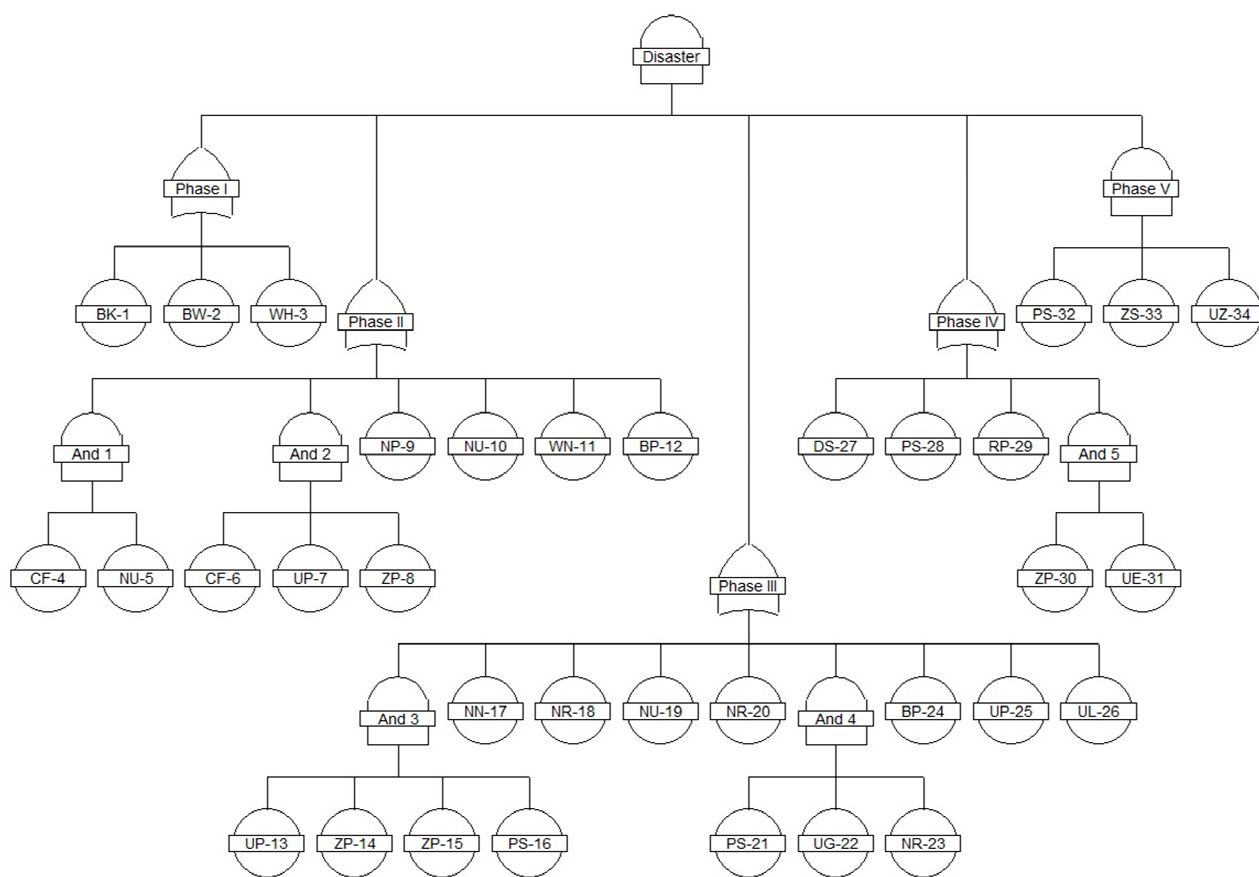 Disaster
Phase I
Phase V
BK-1
BW-2
WH-3
Phase II
Phase IV
PS-32
ZS-33
UZ-34
And 1
And 2
NP-9
NU-10
WN-11
BP-12
DS-27
PS-28
RP-29
And 5
CF-4
NU-5
CF-6
UP-7
ZP-8
Phase III
ZP-30
UE-31
And 3
NN-17
NR-18
NU-19
NR-20
And 4
BP-24
UP-25
UL-26
UP-13
ZP-14
ZP-15
PS-16
PS-21
UG-22
NR-23